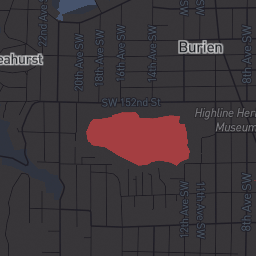 22nd Ave SW
20th Ave SW
18th Ave SW
16th Ave SW
14th Ave SW
SW
8th Ave SW
Burien
eahurst
SW 152nd St
Highline Her
Museum
12th Ave SW
11th Ave SW
8th Ave SW